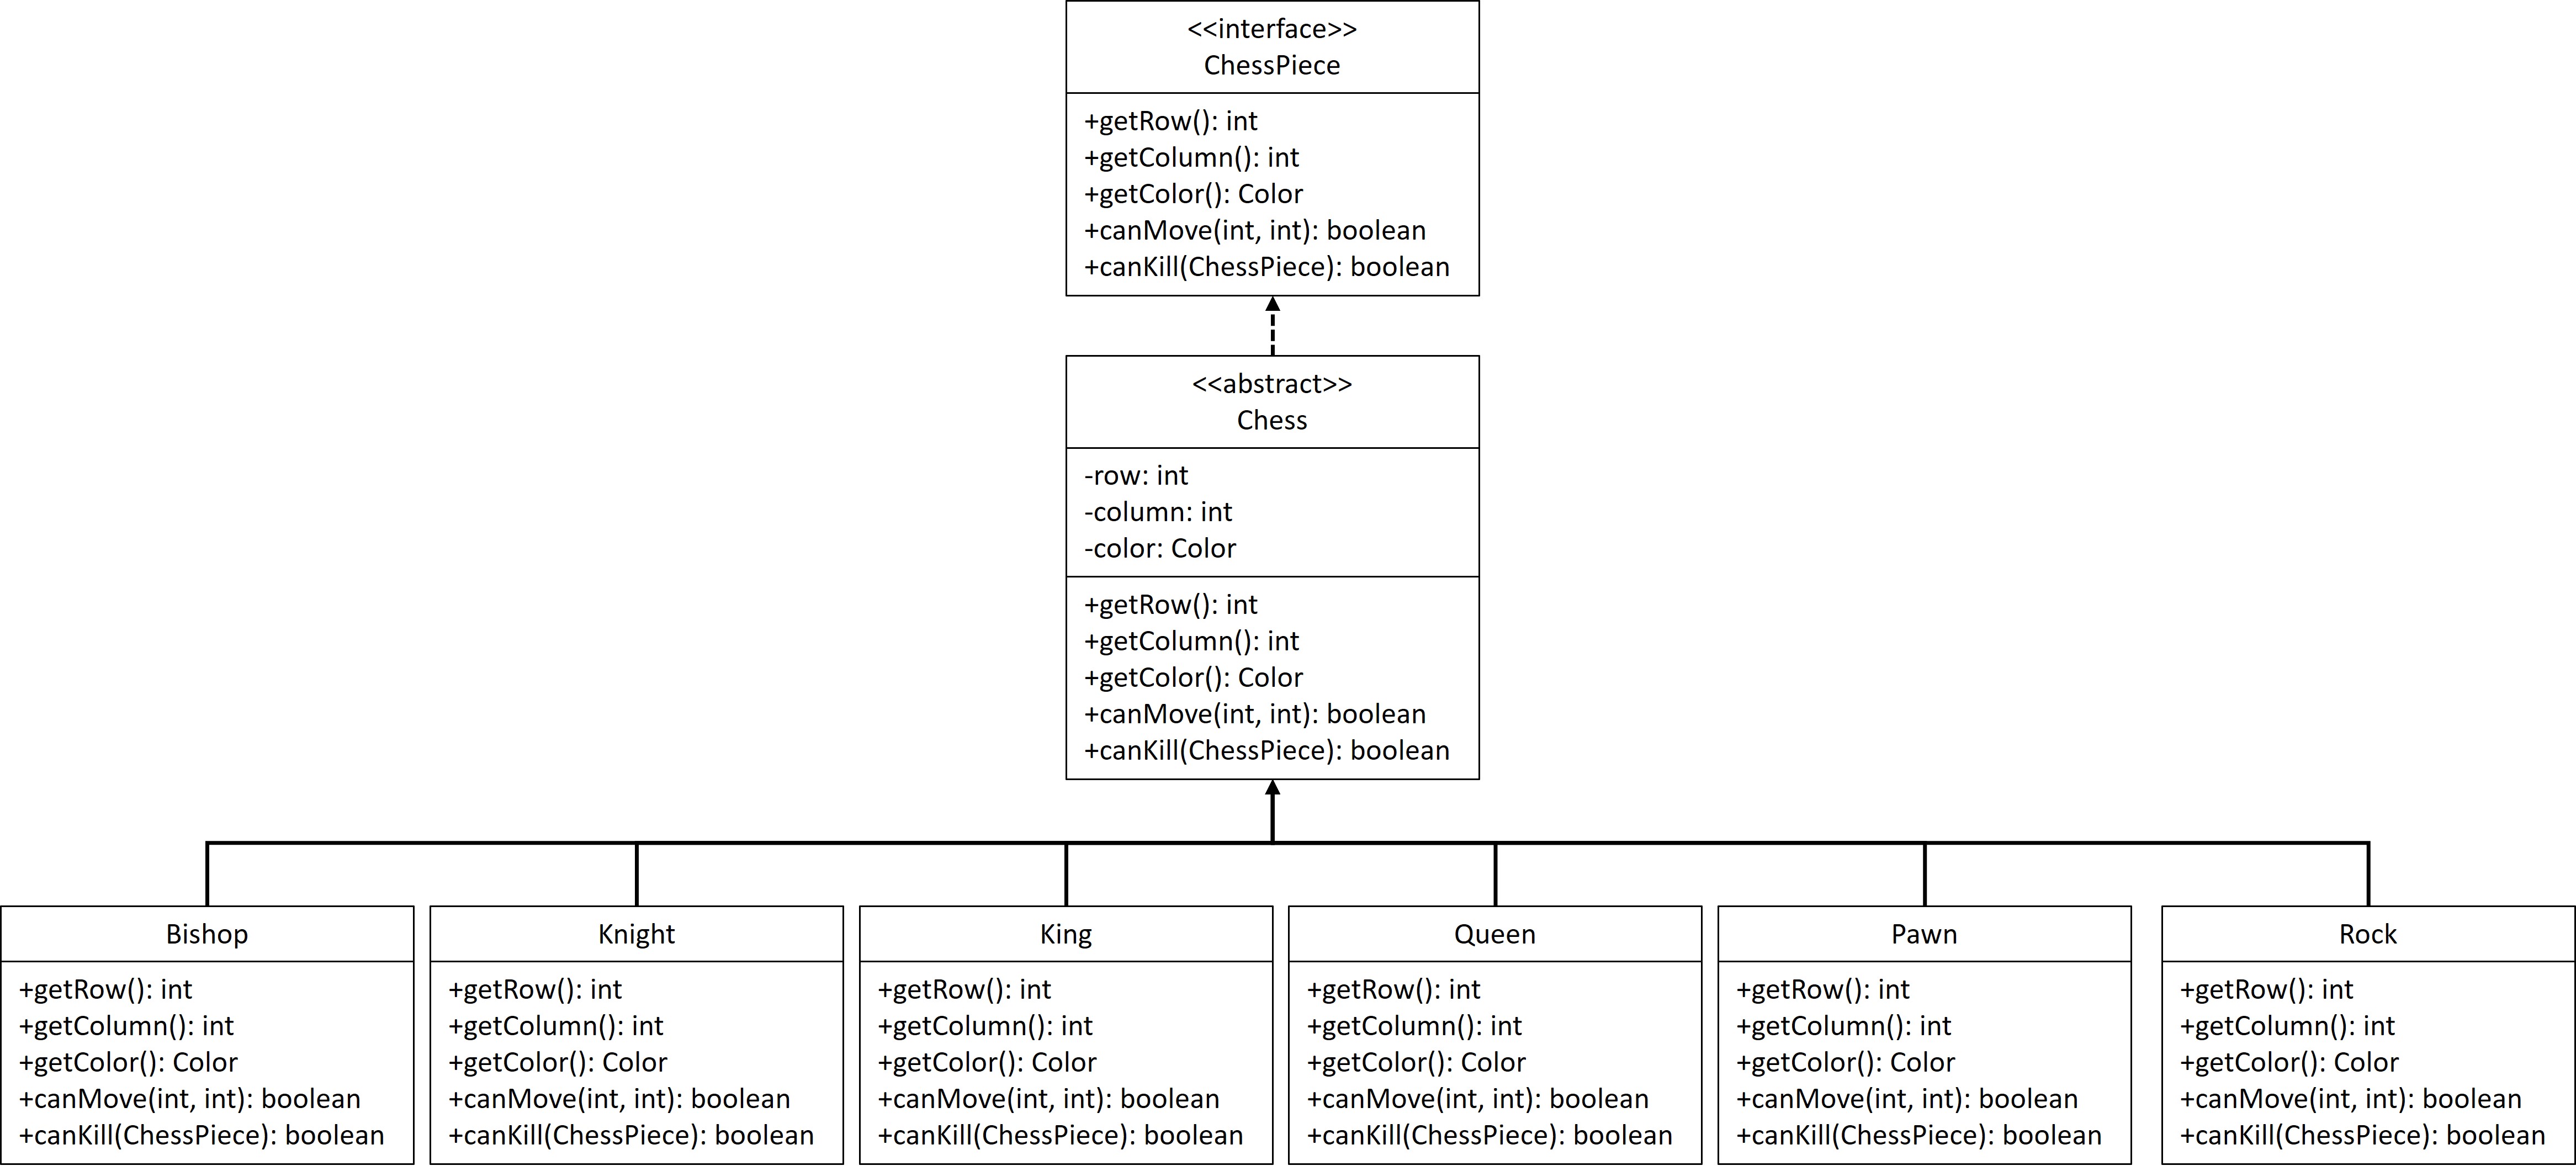 <<interface>>
ChessPiece
+getRow(): int
+getColumn(): int
+getColor(): Color
+canMove(int, int): boolean
+canKill(ChessPiece): boolean
<<abstract>>
Chess
-row: int
-column: int
-color: Color
+getRow(): int
+getColumn(): int
+getColor(): Color
+canMove(int, int): boolean
+canKill(ChessPiece): boolean
Bishop
+getRow(): int
+getColumn(): int
+getColor(): Color
+canMove(int, int): boolean
+canKill(ChessPiece): boolean
Knight
+getRow(): int
+getColumn(): int
+getColor(): Color
+canMove(int, int): boolean
+canKill(ChessPiece): boolean
King
+getRow(): int
+getColumn(): int
+getColor(): Color
+canMove(int, int): boolean
+canKill(ChessPiece): boolean
Queen
+getRow(): int
+getColumn(): int
+getColor(): Color
+canMove(int, int): boolean
+canKill(ChessPiece): boolean
Pawn
+getRow(): int
+getColumn(): int
+getColor(): Color
+canMove(int, int): boolean
+canKill(ChessPiece): boolean
Rock
+getRow(): int
+getColumn(): int
+getColor(): Color
+canMove(int, int): boolean
+canKill(ChessPiece): boolean